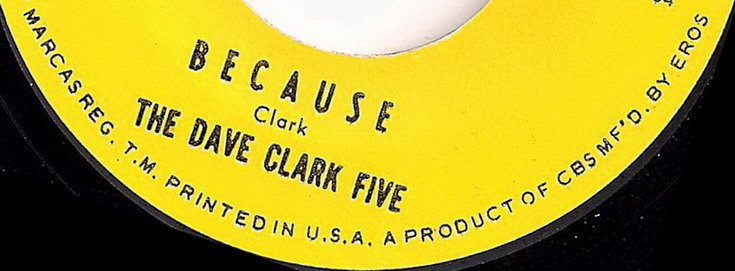 BECAUSE
Clark
THE DAVE CLARK FIVE
MARCAS REG. T.M. PRINTED IN U.S.A. A PRODUCT OF CBS MF'D. BY EROS